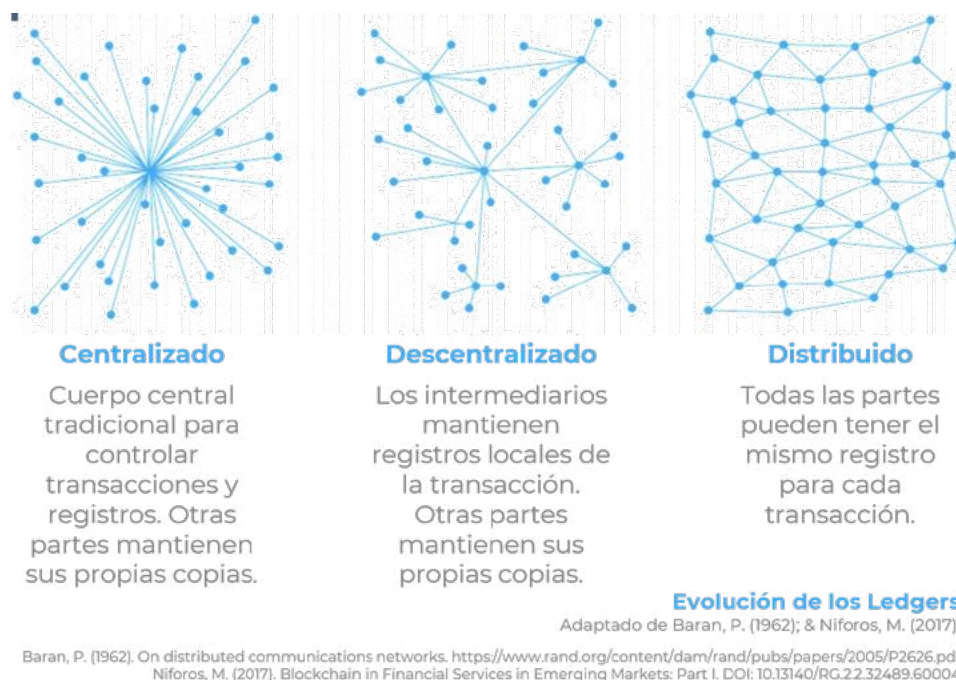 Centralizado
Cuerpo central
tradicional para
controlar
transacciones y
registros. Otras
partes mantienen
sus propias copias.
Descentralizado
Los intermediarios
mantienen
registros locales de
la transacción.
Otras partes
mantienen sus
propias copias.
Distribuido
Todas las partes
pueden tener el
mismo registro
para cada
transacción.
Evolución de los Ledgers
Adaptado de Baran, P. (1962); & Niforos, M. (2017)
Baran, P. (1962). On distributed communications networks. https://www.rand.org/content/dam/rand/pubs/papers/2005/P2626.pd
Niforos, M. (2017). Blockchain in Financial Services in Emerging Markets: Part I. DOI: 10.13140/RG.2.2.32489.60004